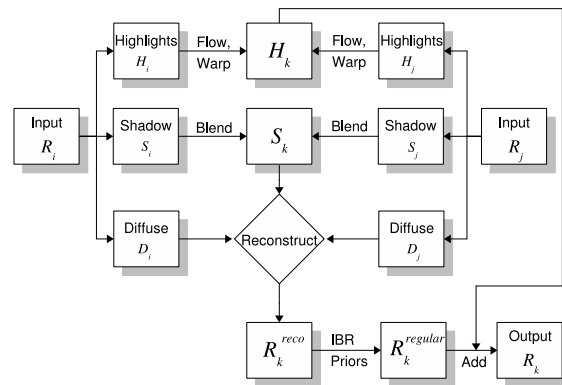 Highlights
H_i
Flow,
Warp
H_k
Flow,
Warp
Highlights
H_j
Input
R_i
Shadow
S_i
Blend
S_k
Blend
Shadow
S_j
Input
R_j
Diffuse
D_i
Reconstruct
Diffuse
D_j
R_k^{reco}
IBR
Priors
R_k^{regular}
Add
Output
R_k